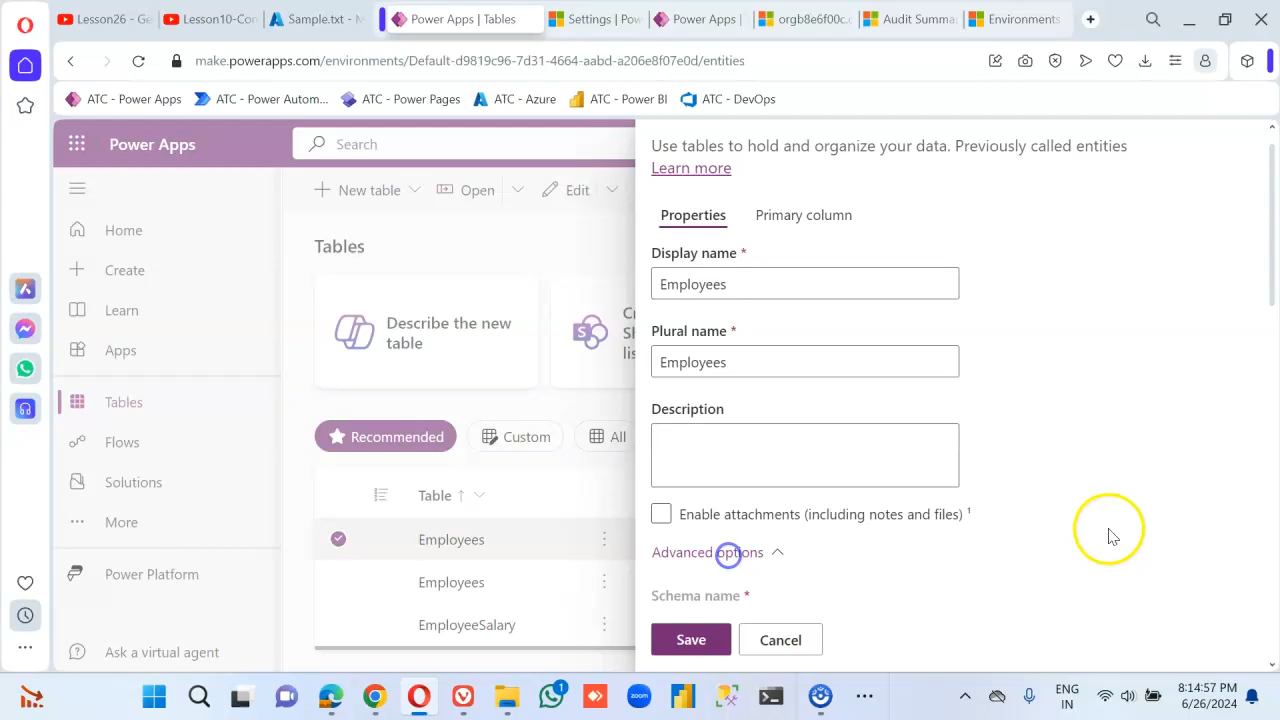 Lesson26 - Ge
Lesson10-Con
Sample.txt - M
Power Apps | Tables
Settings | Pow
Power Apps |
orgb8e6f00c.c
Audit Summa
Environments
make.powerapps.com/environments/Default-d9819c96-7d31-4664-aabd-a206e8f07e0d/entities
ATC - Power Apps
ATC - Power Autom...
ATC - Power Pages
ATC - Azure
ATC - Power BI
ATC - DevOps
Power Apps
Search
New table
Open
Edit
Home
Create
Learn
Apps
Tables
Flows
Solutions
More
Power Platform
Ask a virtual agent
Tables
Describe the new
table
Cr
Sh
lis
Recommended
Custom
All
Table ↑
Employees
Employees
EmployeeSalary
Use tables to hold and organize your data. Previously called entities
Learn more
Properties
Primary column
Display name *
Employees
Plural name *
Employees
Description
Enable attachments (including notes and files) ¹
Advanced options
Schema name *
Save
Cancel
1
zoom
ENG
IN
8:14:57 PM
6/26/2024